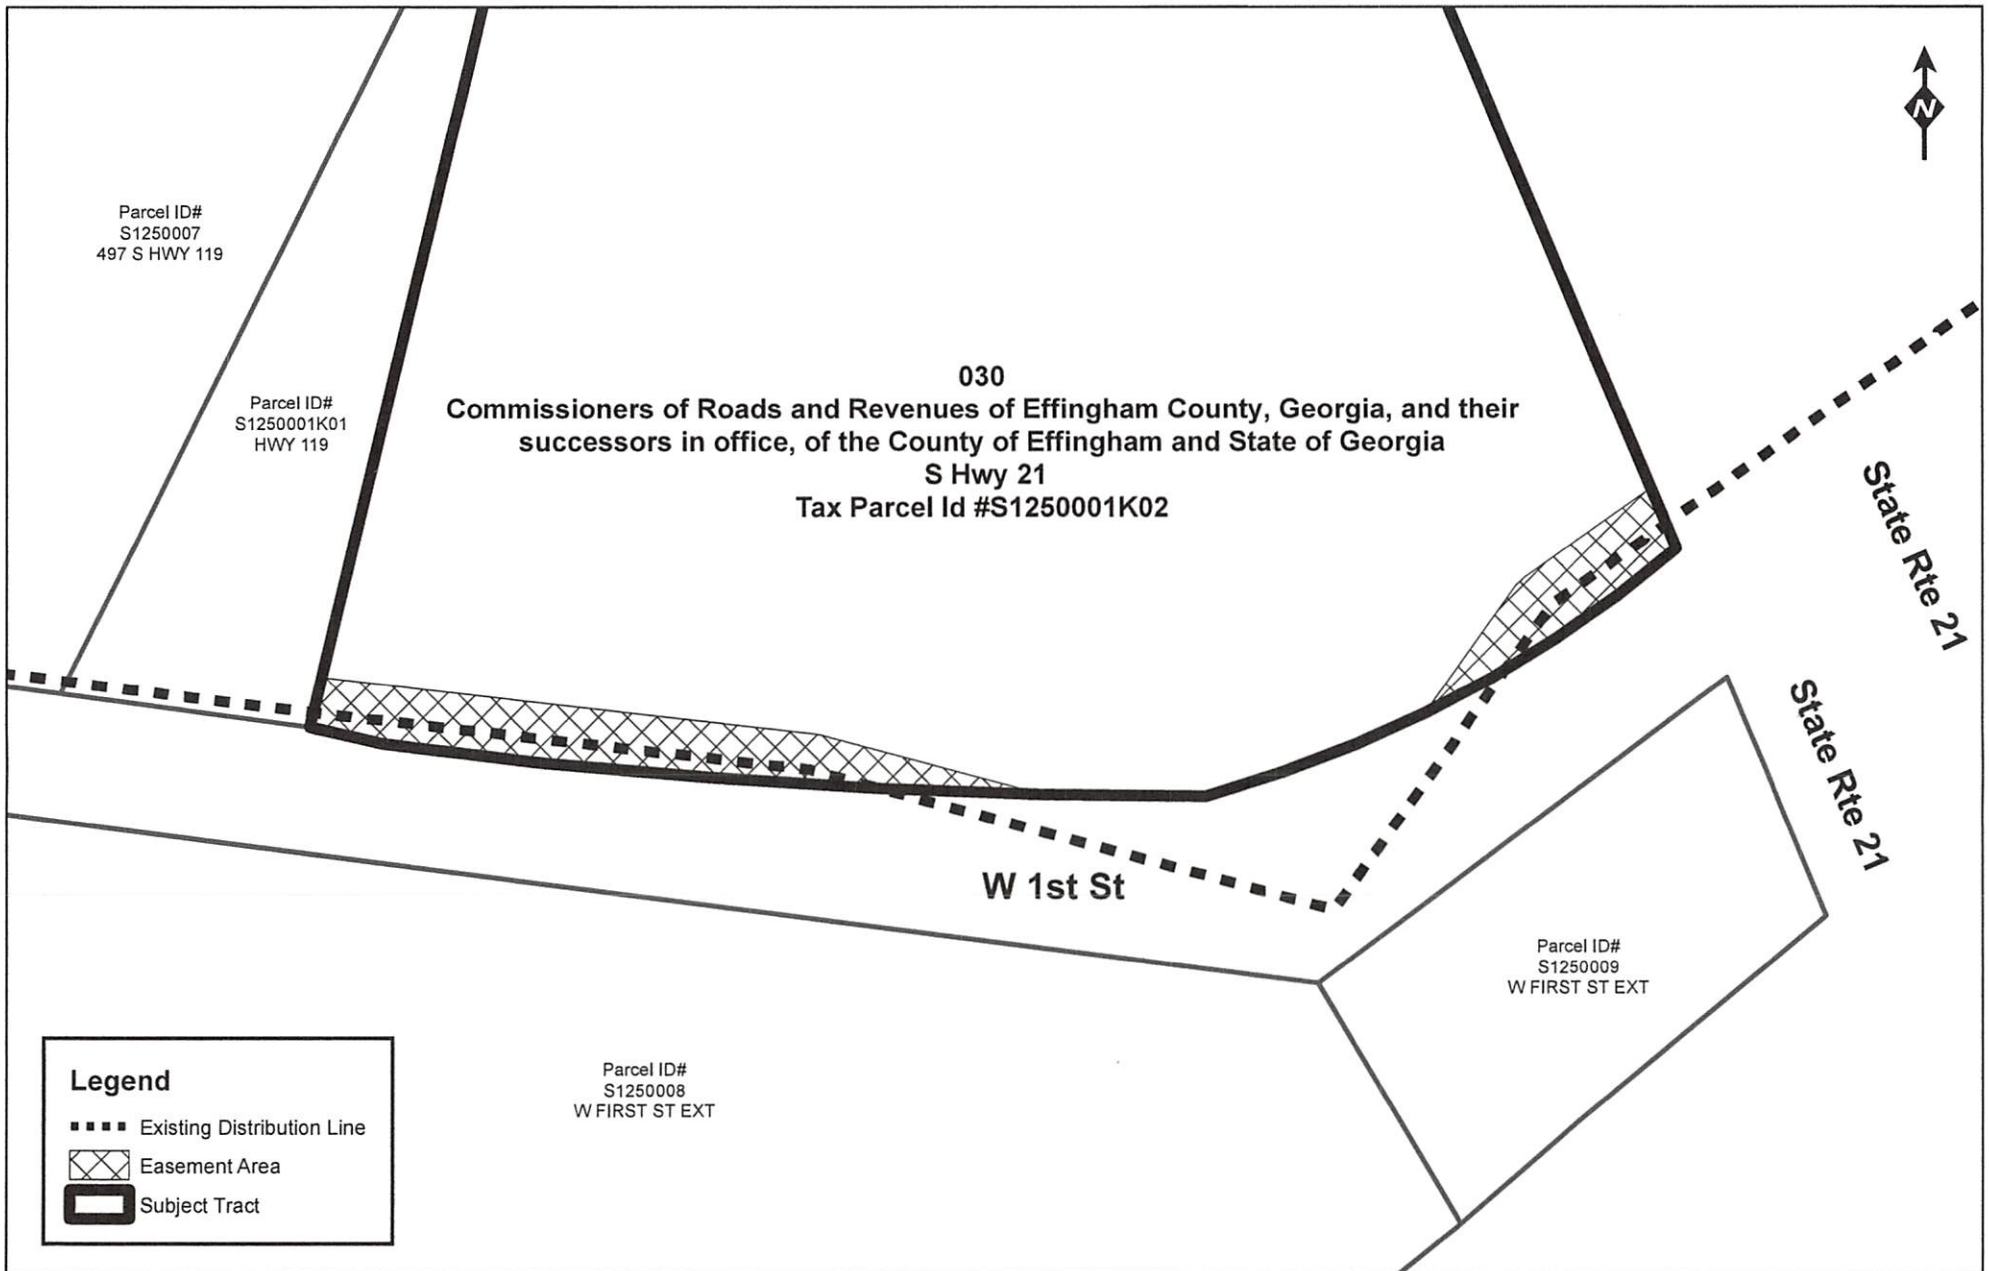 N
Parcel ID#
S1250007
497 S HWY 119
Parcel ID#
S1250001K01
HWY 119
030
Commissioners of Roads and Revenues of Effingham County, Georgia, and their
successors in office, of the County of Effingham and State of Georgia
S Hwy 21
Tax Parcel Id #S1250001K02
State Rte 21
State Rte 21
W 1st St
Parcel ID#
S1250009
W FIRST ST EXT
Parcel ID#
S1250008
W FIRST ST EXT
Legend
Existing Distribution Line
Easement Area
Subject Tract